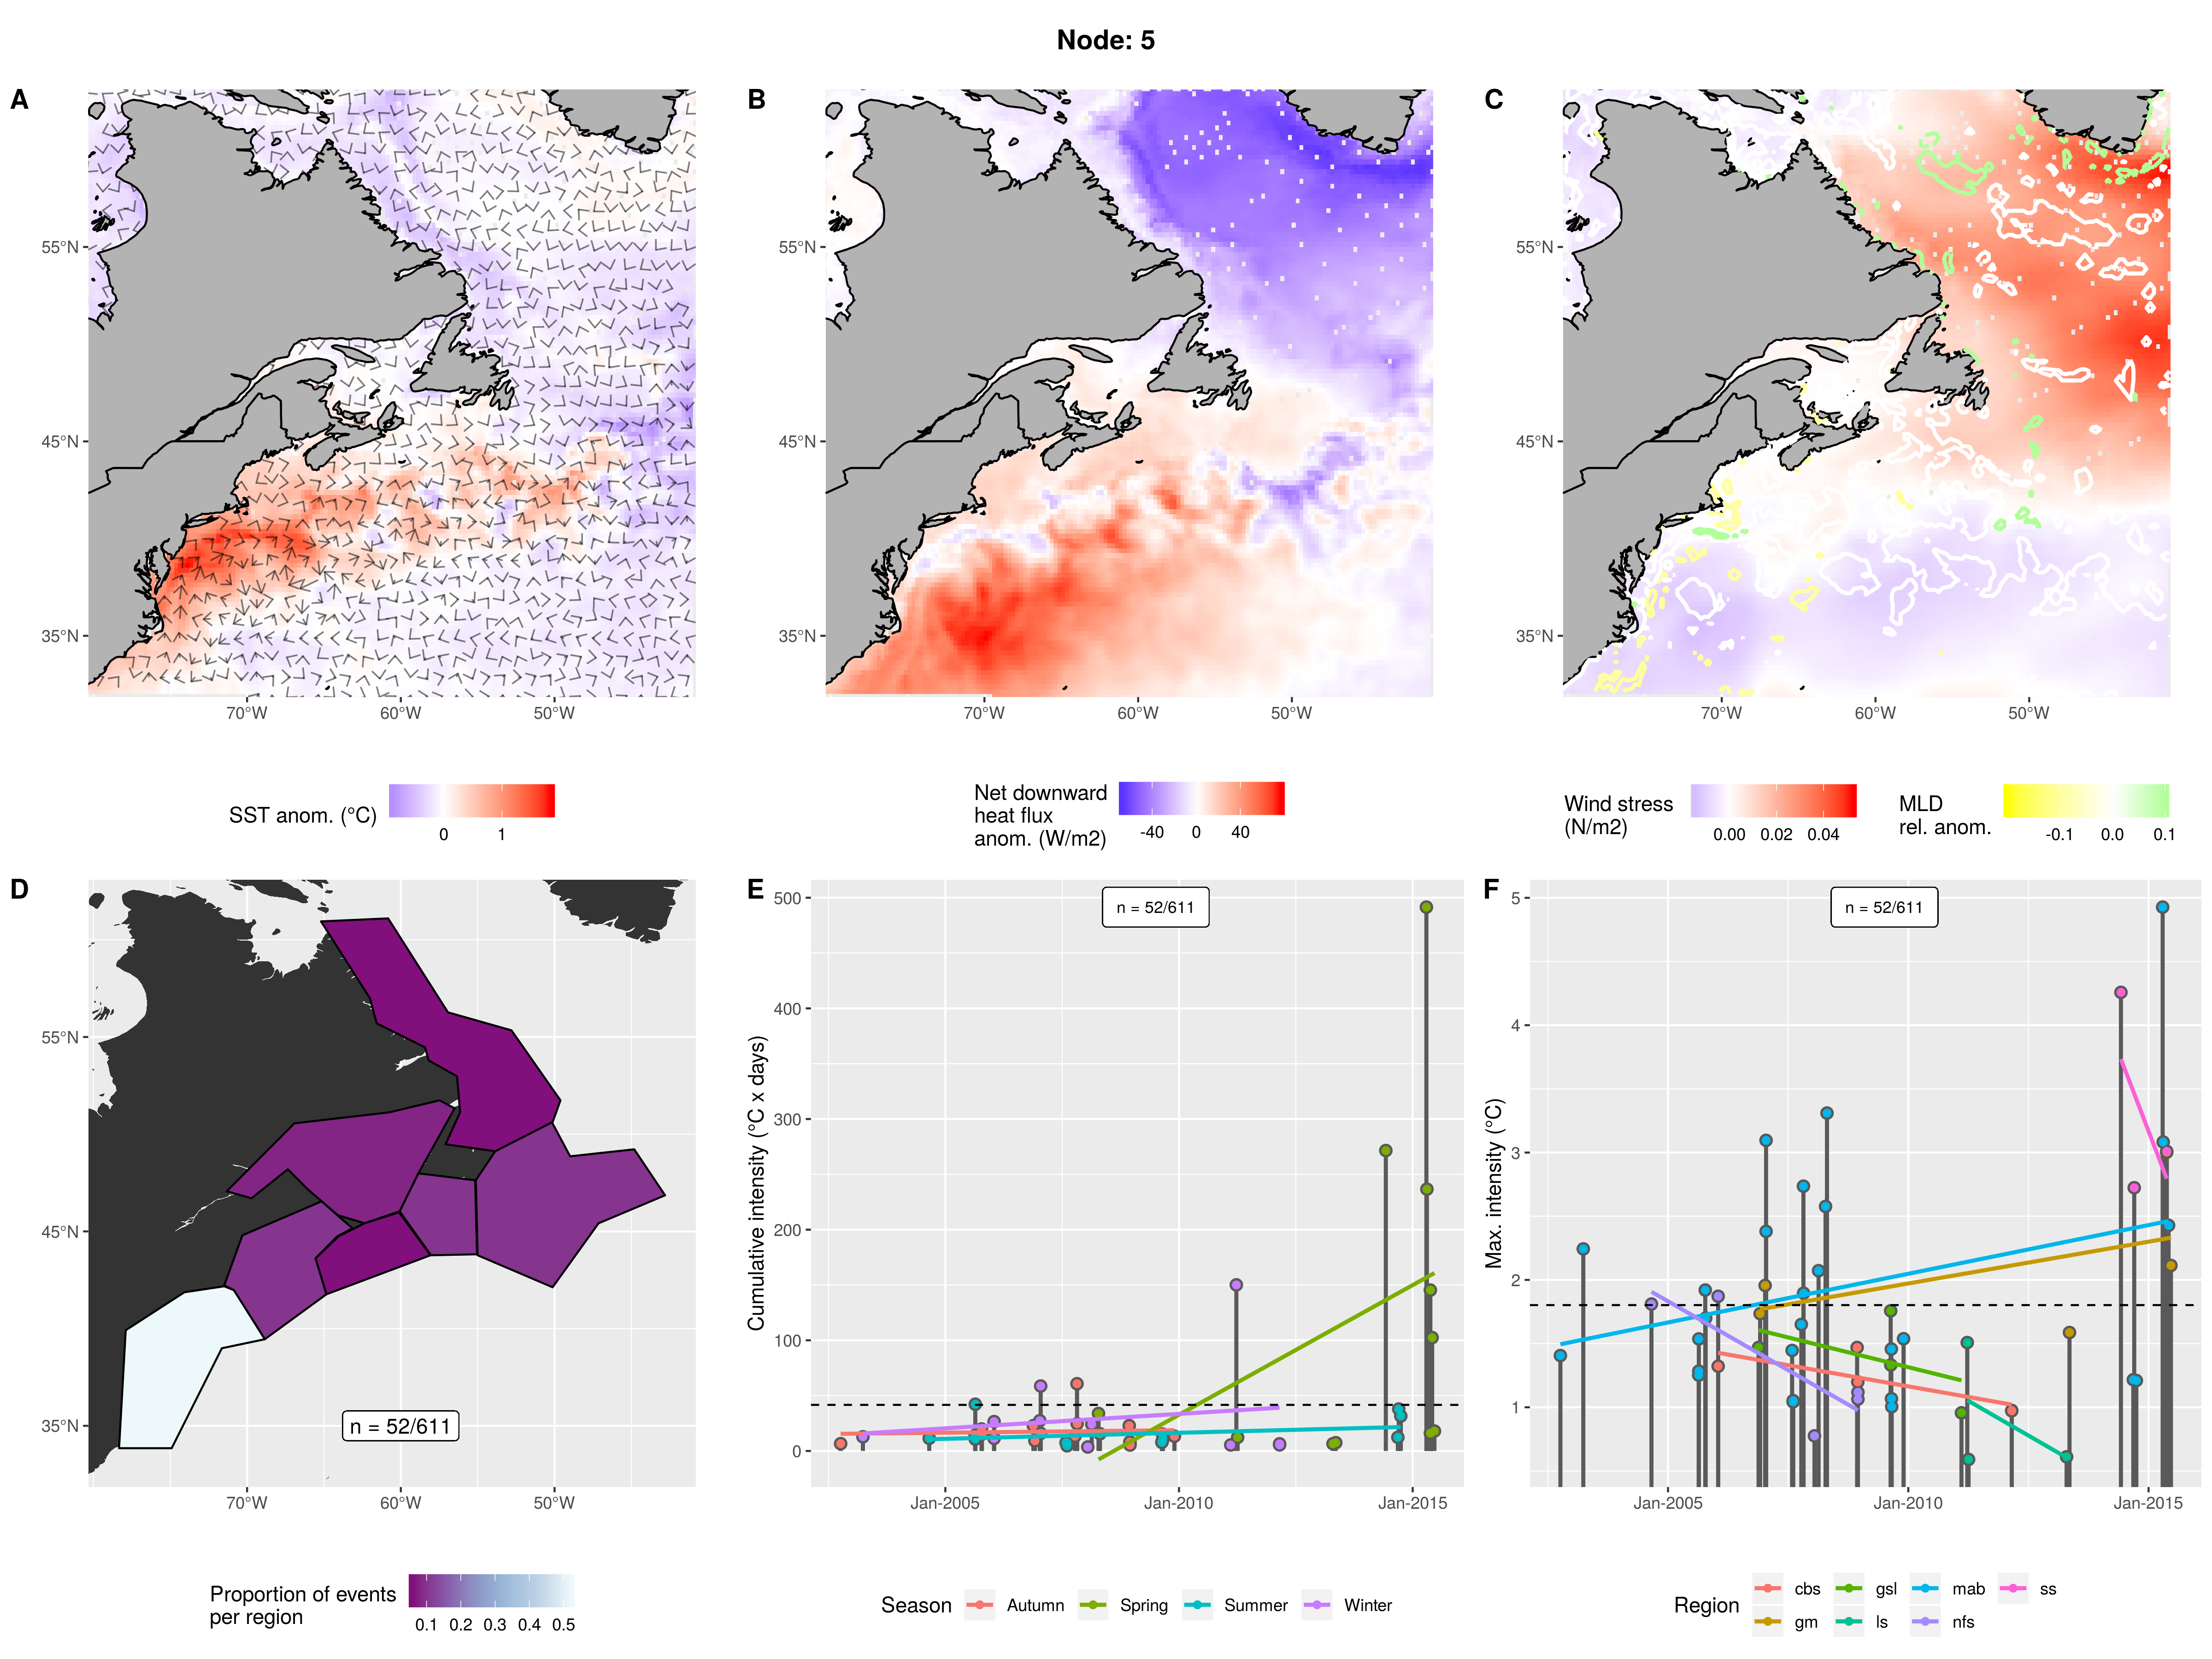 Node: 5
A
B
C
55°N
45°N
35°N
70°W
60°W
50°W
55°N
45°N
35°N
70°W
60°W
50°W
55°N
45°N
35°N
70°W
60°W
50°W
SST anom. (°C)
0
1
Net downward
heat flux
anom. (W/m2)
-40
0
40
Wind stress
(N/m2)
0.00
0.02
0.04
MLD
rel. anom.
-0.1
0.0
0.1
D
55°N
45°N
35°N
70°W
60°W
50°W
n = 52/611
Proportion of events
per region
0.1
0.2
0.3
0.4
0.5
E
Cumulative intensity (°C x days)
500
400
300
200
100
0
n = 52/611
Jan-2005
Jan-2010
Jan-2015
Season
Autumn
Spring
Summer
Winter
F
Max. intensity (°C)
5
4
3
2
1
n = 52/611
Jan-2005
Jan-2010
Jan-2015
Region
cbs
gsl
mab
ss
gm
ls
nfs